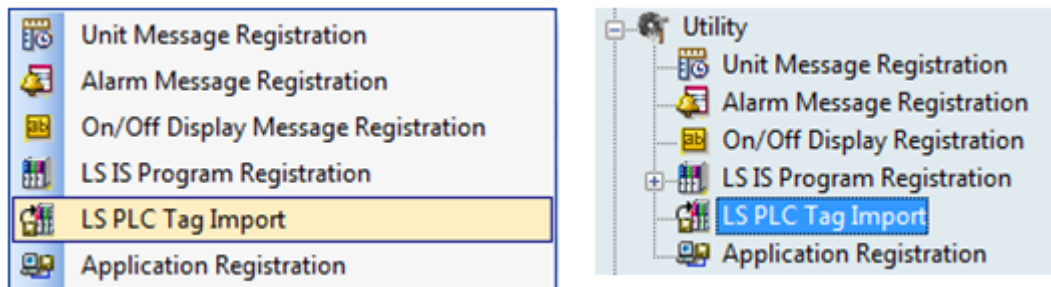 Unit Message Registration
Alarm Message Registration
On/Off Display Message Registration
LS IS Program Registration
LS PLC Tag Import
Application Registration
Utility
Unit Message Registration
Alarm Message Registration
On/Off Display Registration
LS IS Program Registration
LS PLC Tag Import
Application Registration